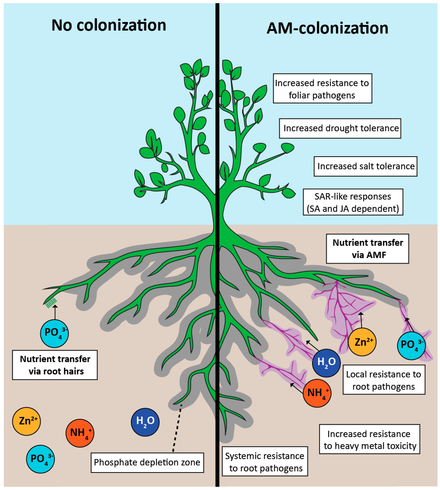 No colonization
AM-colonization
Increased resistance to
foliar pathogens
Increased drought tolerance
Increased salt tolerance
SAR-like responses
(SA and JA dependent)
Nutrient transfer
via AMF
PO₄³⁻
Nutrient transfer
via root hairs
Zn²⁺
PO₄³⁻
H₂O
NH₄⁺
Local resistance to
root pathogens
Zn²⁺
NH₄⁺
H₂O
PO₄³⁻
Phosphate depletion zone
Systemic resistance
to root pathogens
Increased resistance
to heavy metal toxicity